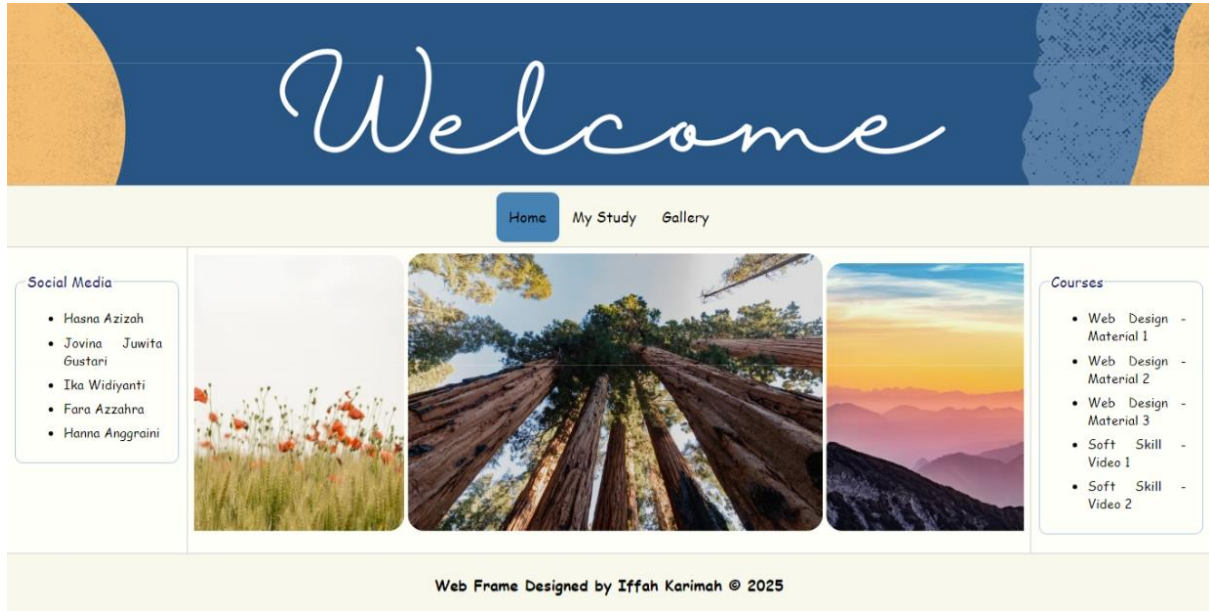 Welcome
Home My Study Gallery
Social Media
Hasna Azizah
Jovina Juwita
Gustari
Ika Widiyanti
Fara Azzahra
Hanna Anggraini
Courses
Web Design -
Material 1
Web Design -
Material 2
Web Design -
Material 3
Soft Skill -
Video 1
Soft Skill -
Video 2
Web Frame Designed by Iffah Karimah © 2025